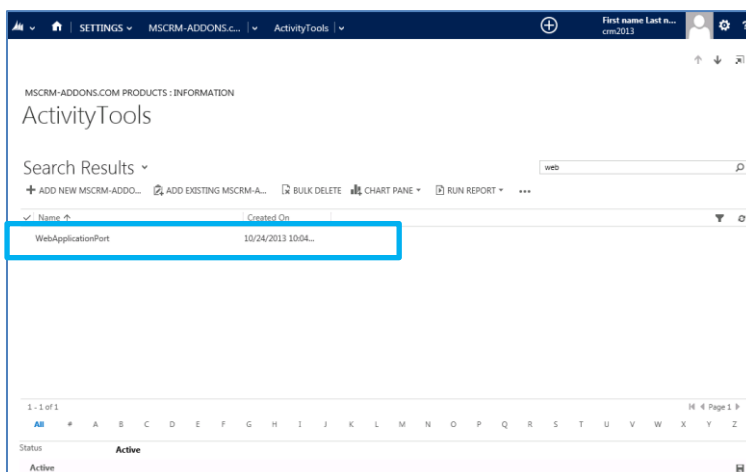 SETTINGS MSCRM-ADDONS.c... ActivityTools First name Last n...
crm2013
MSCRM-ADDONS.COM PRODUCTS : INFORMATION
ActivityTools
Search Results web
ADD NEW MSCRM-ADDO... ADD EXISTING MSCRM-A... BULK DELETE CHART PANE RUN REPORT ...
Name Created On
WebApplicationPort 10/24/2013 10:04...
1 - 1 of 1 Page 1
All # A B C D E F G H I J K L M N O P Q R S T U V W X Y Z
Status Active
Active